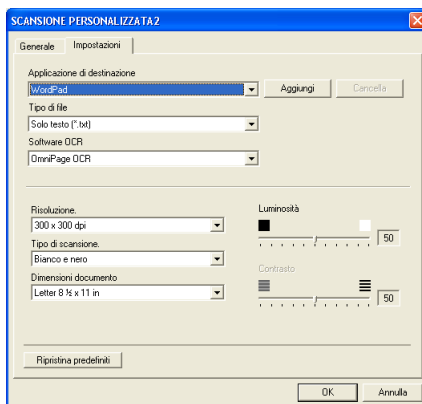 SCANSIONE PERSONALIZZATA2
Generale Impostazioni
Applicazione di destinazione
WordPad Aggiungi Cancella
Tipo di file
Solo testo (*.txt)
Software OCR
OmniPage OCR
Risoluzione. Luminosità
300 x 300 dpi 50
Tipo di scansione.
Bianco e nero Contrasto
Dimensioni documento
Letter 8 ½ x 11 in 50
Ripristina predefiniti
OK Annulla